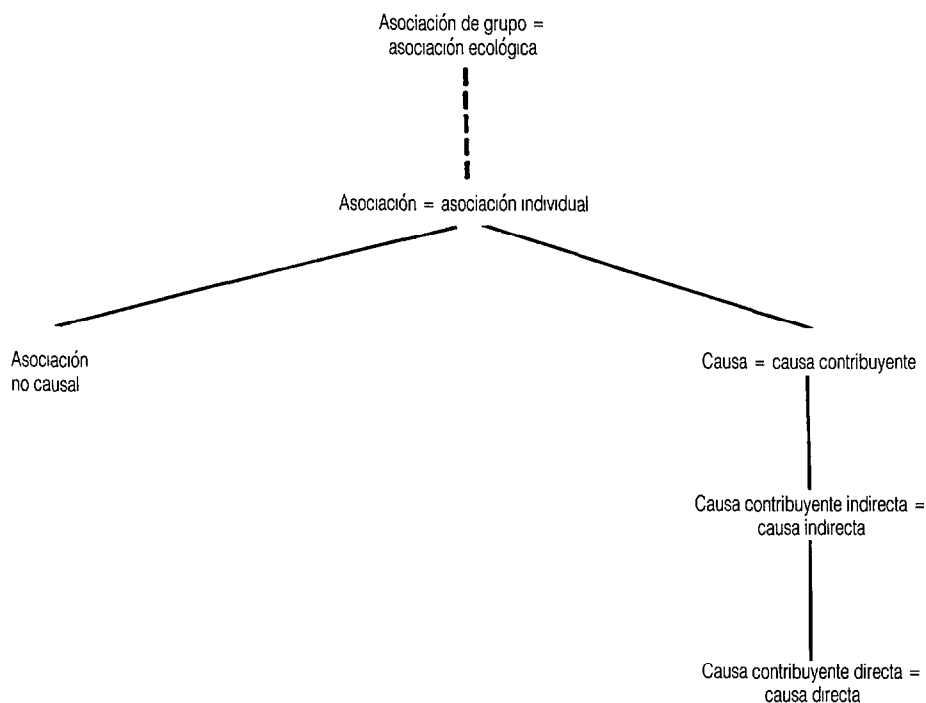 Asociación de grupo =
asociación ecológica
Asociación = asociación individual
Asociación
no causal
Causa = causa contribuyente
Causa contribuyente indirecta =
causa indirecta
Causa contribuyente directa =
causa directa